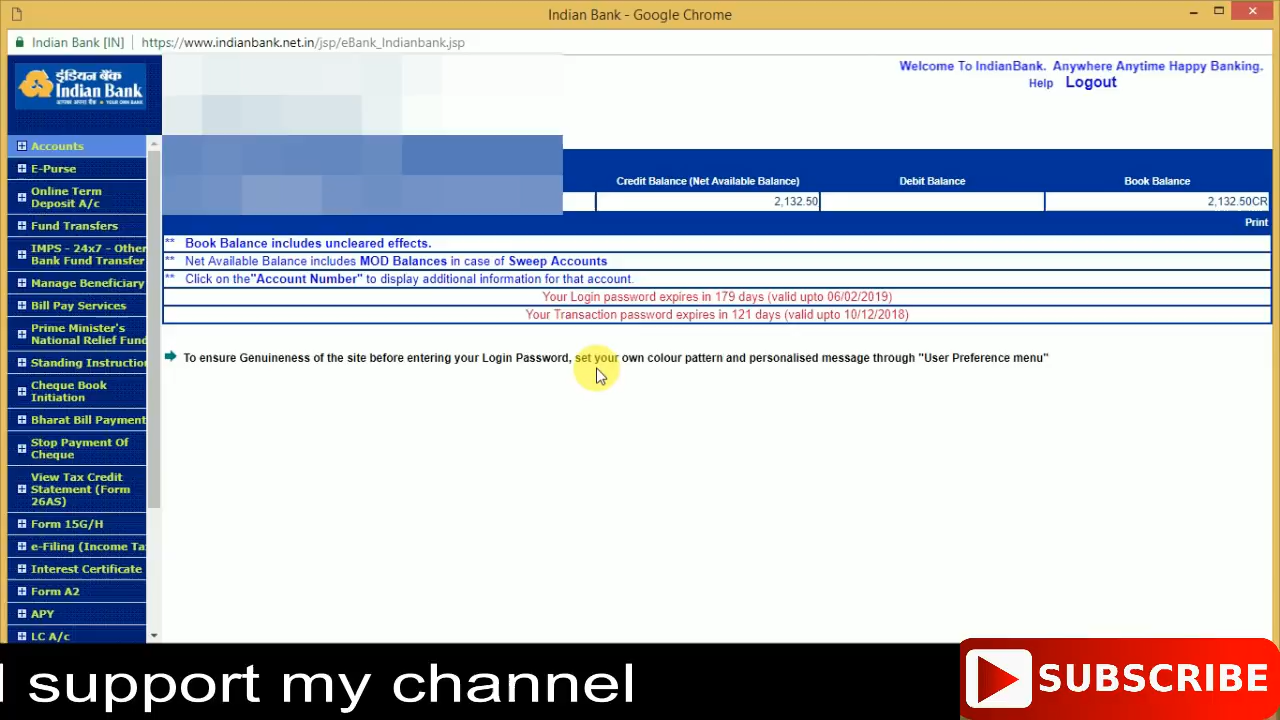 Indian Bank - Google Chrome
Indian Bank [IN] https://www.indianbank.net.in/jsp/eBank_Indianbank.jsp
इंडियन बैंक
Indian Bank
YOUR OWN BANK
Welcome To IndianBank. Anywhere Anytime Happy Banking.
Help Logout
Accounts
E-Purse
Online Term
Deposit A/c
Fund Transfers
IMPS - 24x7 - Other
Bank Fund Transfer
Manage Beneficiary
Bill Pay Services
Prime Minister's
National Relief Fund
Standing Instructio
Cheque Book
Initiation
Bharat Bill Payment
Stop Payment Of
Cheque
View Tax Credit
Statement (Form
26AS)
Form 15G/H
e-Filing (Income Ta
Interest Certificate
Form A2
APY
LC A/c
Credit Balance (Net Available Balance) Debit Balance Book Balance
2,132.50 2,132.50CR
Print
** Book Balance includes uncleared effects.
** Net Available Balance includes MOD Balances in case of Sweep Accounts
** Click on the"Account Number" to display additional information for that account.
Your Login password expires in 179 days (valid upto 06/02/2019)
Your Transaction password expires in 121 days (valid upto 10/12/2018)
To ensure Genuineness of the site before entering your Login Password, set your own colour pattern and personalised message through "User Preference menu"
support my channel
SUBSCRIBE